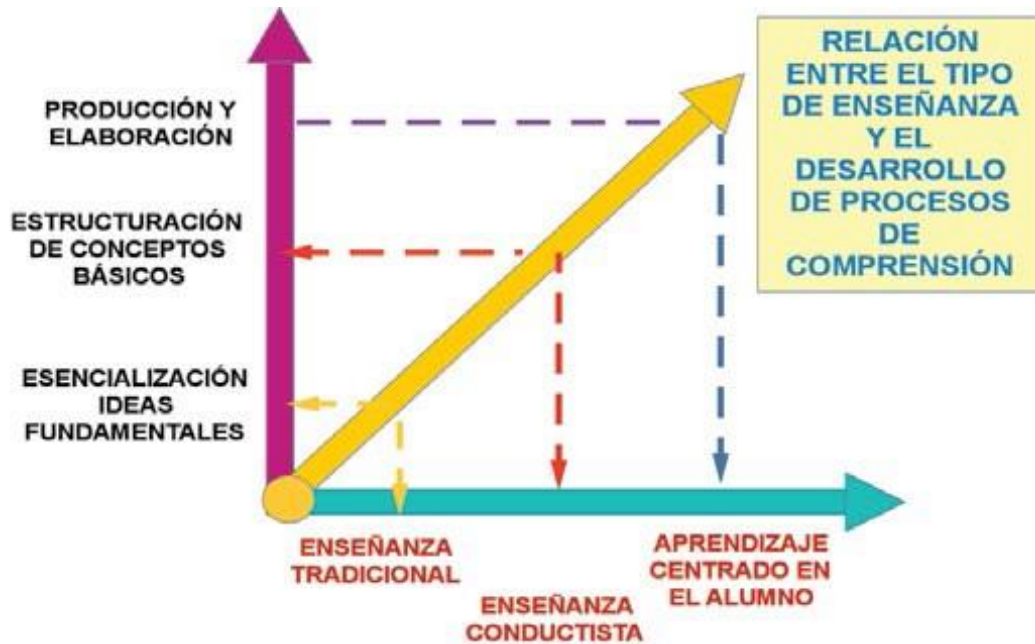 PRODUCCIÓN Y
ELABORACIÓN
ESTRUCTURACIÓN
DE CONCEPTOS
BÁSICOS
ESENCIALIZACIÓN
IDEAS
FUNDAMENTALES
RELACIÓN
ENTRE EL TIPO
DE ENSEÑANZA
Y EL
DESARROLLO
DE PROCESOS
DE
COMPRENSIÓN
ENSEÑANZA
TRADICIONAL
ENSEÑANZA
CONDUCTISTA
APRENDIZAJE
CENTRADO EN
EL ALUMNO